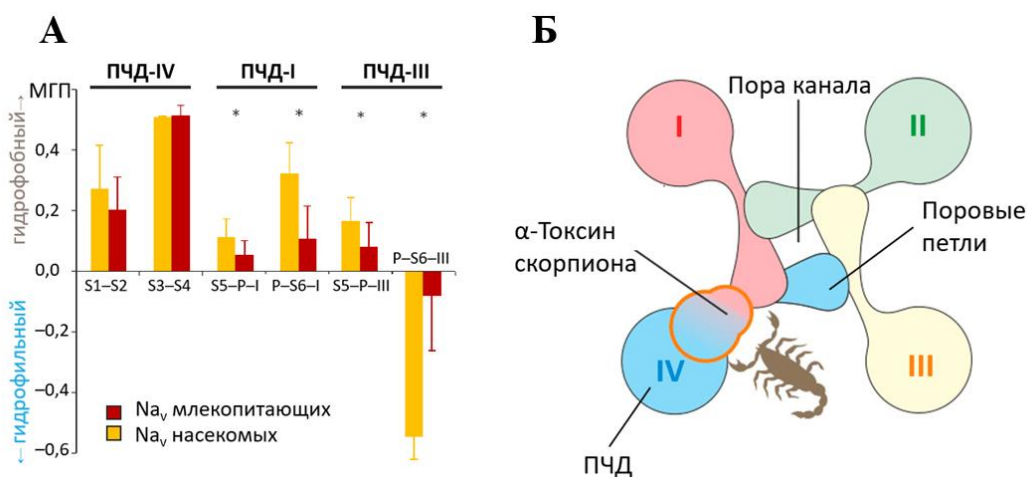 А
ПЧД-IV ПЧД-I ПЧД-III
МГП
* * * *
гидрофобный→
0,4
0,2
0,0
P–S6–III
S1–S2 S3–S4 S5–P–I P–S6–I S5–P–III
–0,2
–0,4
–0,6
← гидрофильный
Naᵥ млекопитающих
Naᵥ насекомых
Б
I
II
Пора канала
α-Токсин
скорпиона
Поровые
петли
IV
III
ПЧД